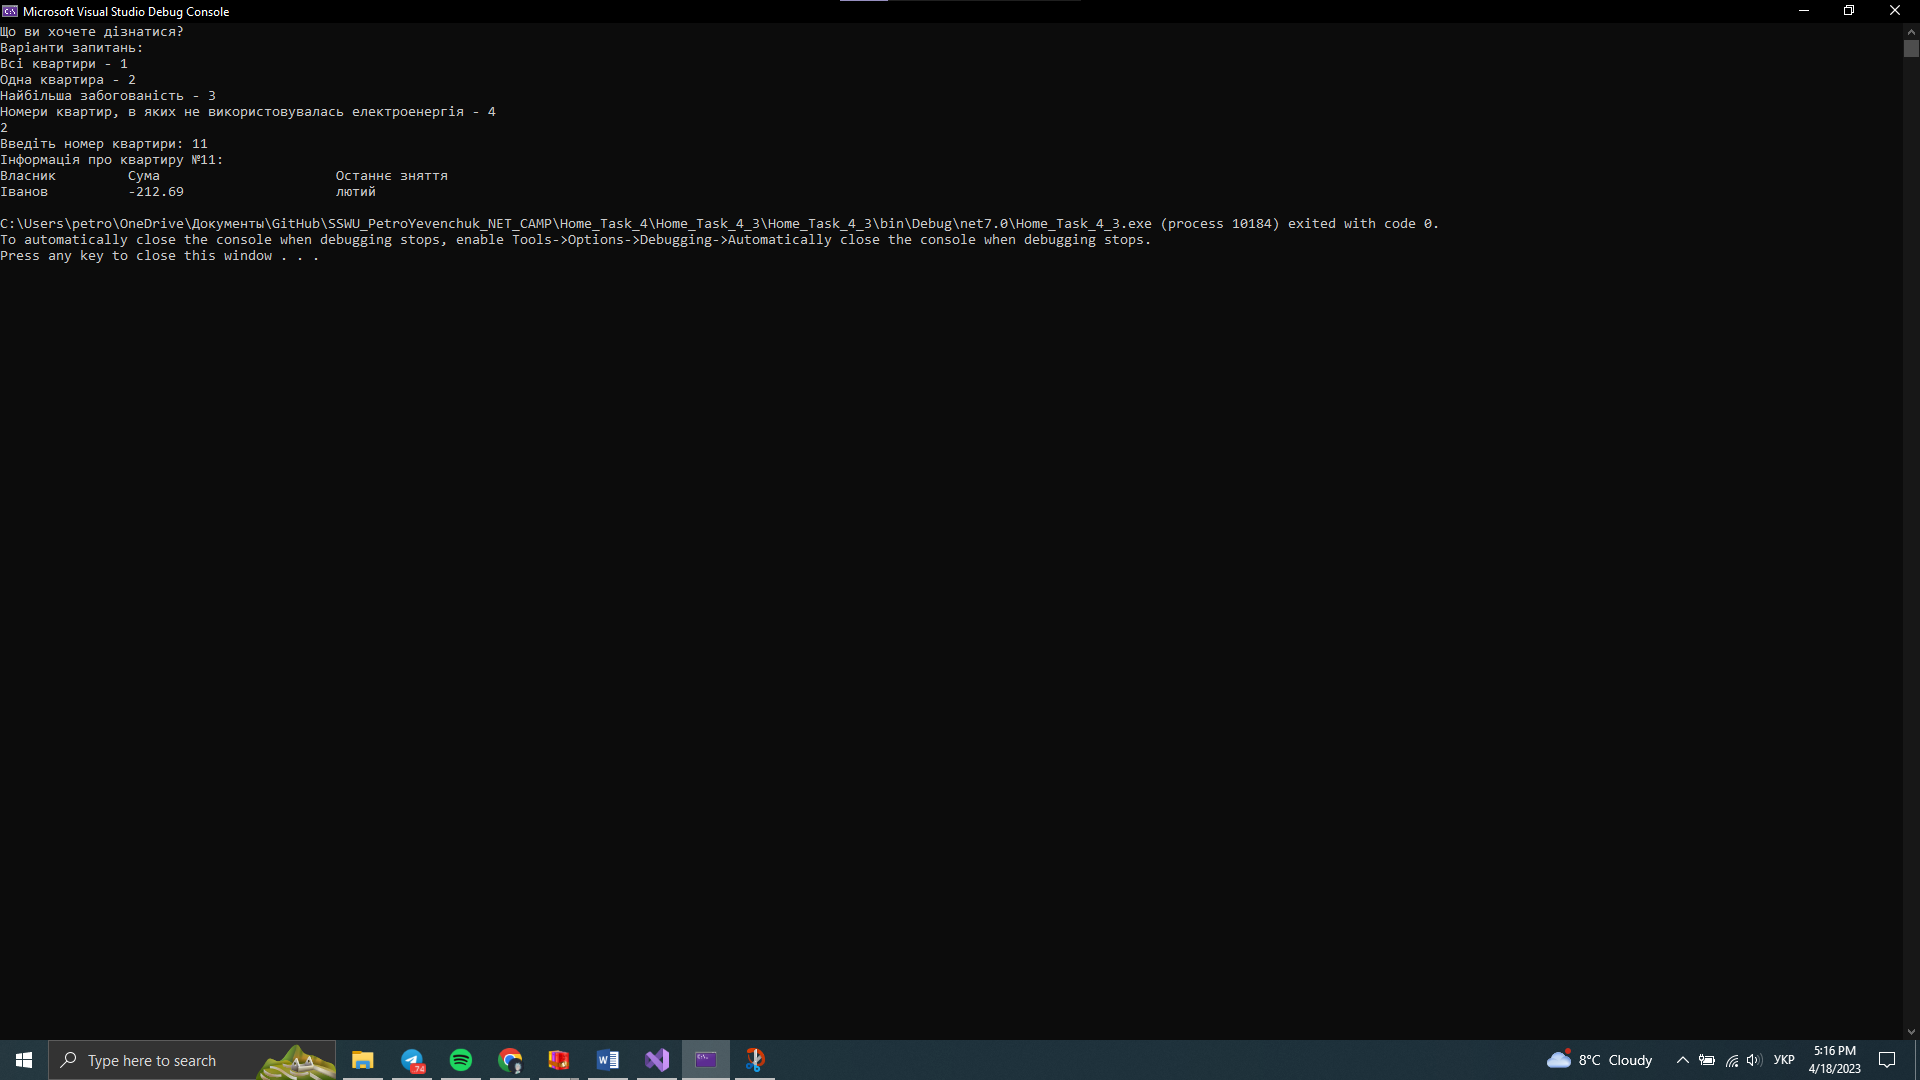 Microsoft Visual Studio Debug Console
Що ви хочете дізнатися?
Варіанти запитань:
Всі квартири - 1
Одна квартира - 2
Найбільша забогованість - 3
Номери квартир, в яких не використовувалась електроенергія - 4
2
Введіть номер квартири: 11
Інформація про квартиру №11:
Власник Сума Останнє зняття
Іванов -212.69 лютий
C:\Users\petro\OneDrive\Документы\GitHub\SSWU_PetroYevenchuk_NET_CAMP\Home_Task_4\Home_Task_4_3\Home_Task_4_3\bin\Debug\net7.0\Home_Task_4_3.exe (process 10184) exited with code 0.
To automatically close the console when debugging stops, enable Tools->Options->Debugging->Automatically close the console when debugging stops.
Press any key to close this window . . .
Type here to search
74
8°C Cloudy
УКР
5:16 PM
4/18/2023